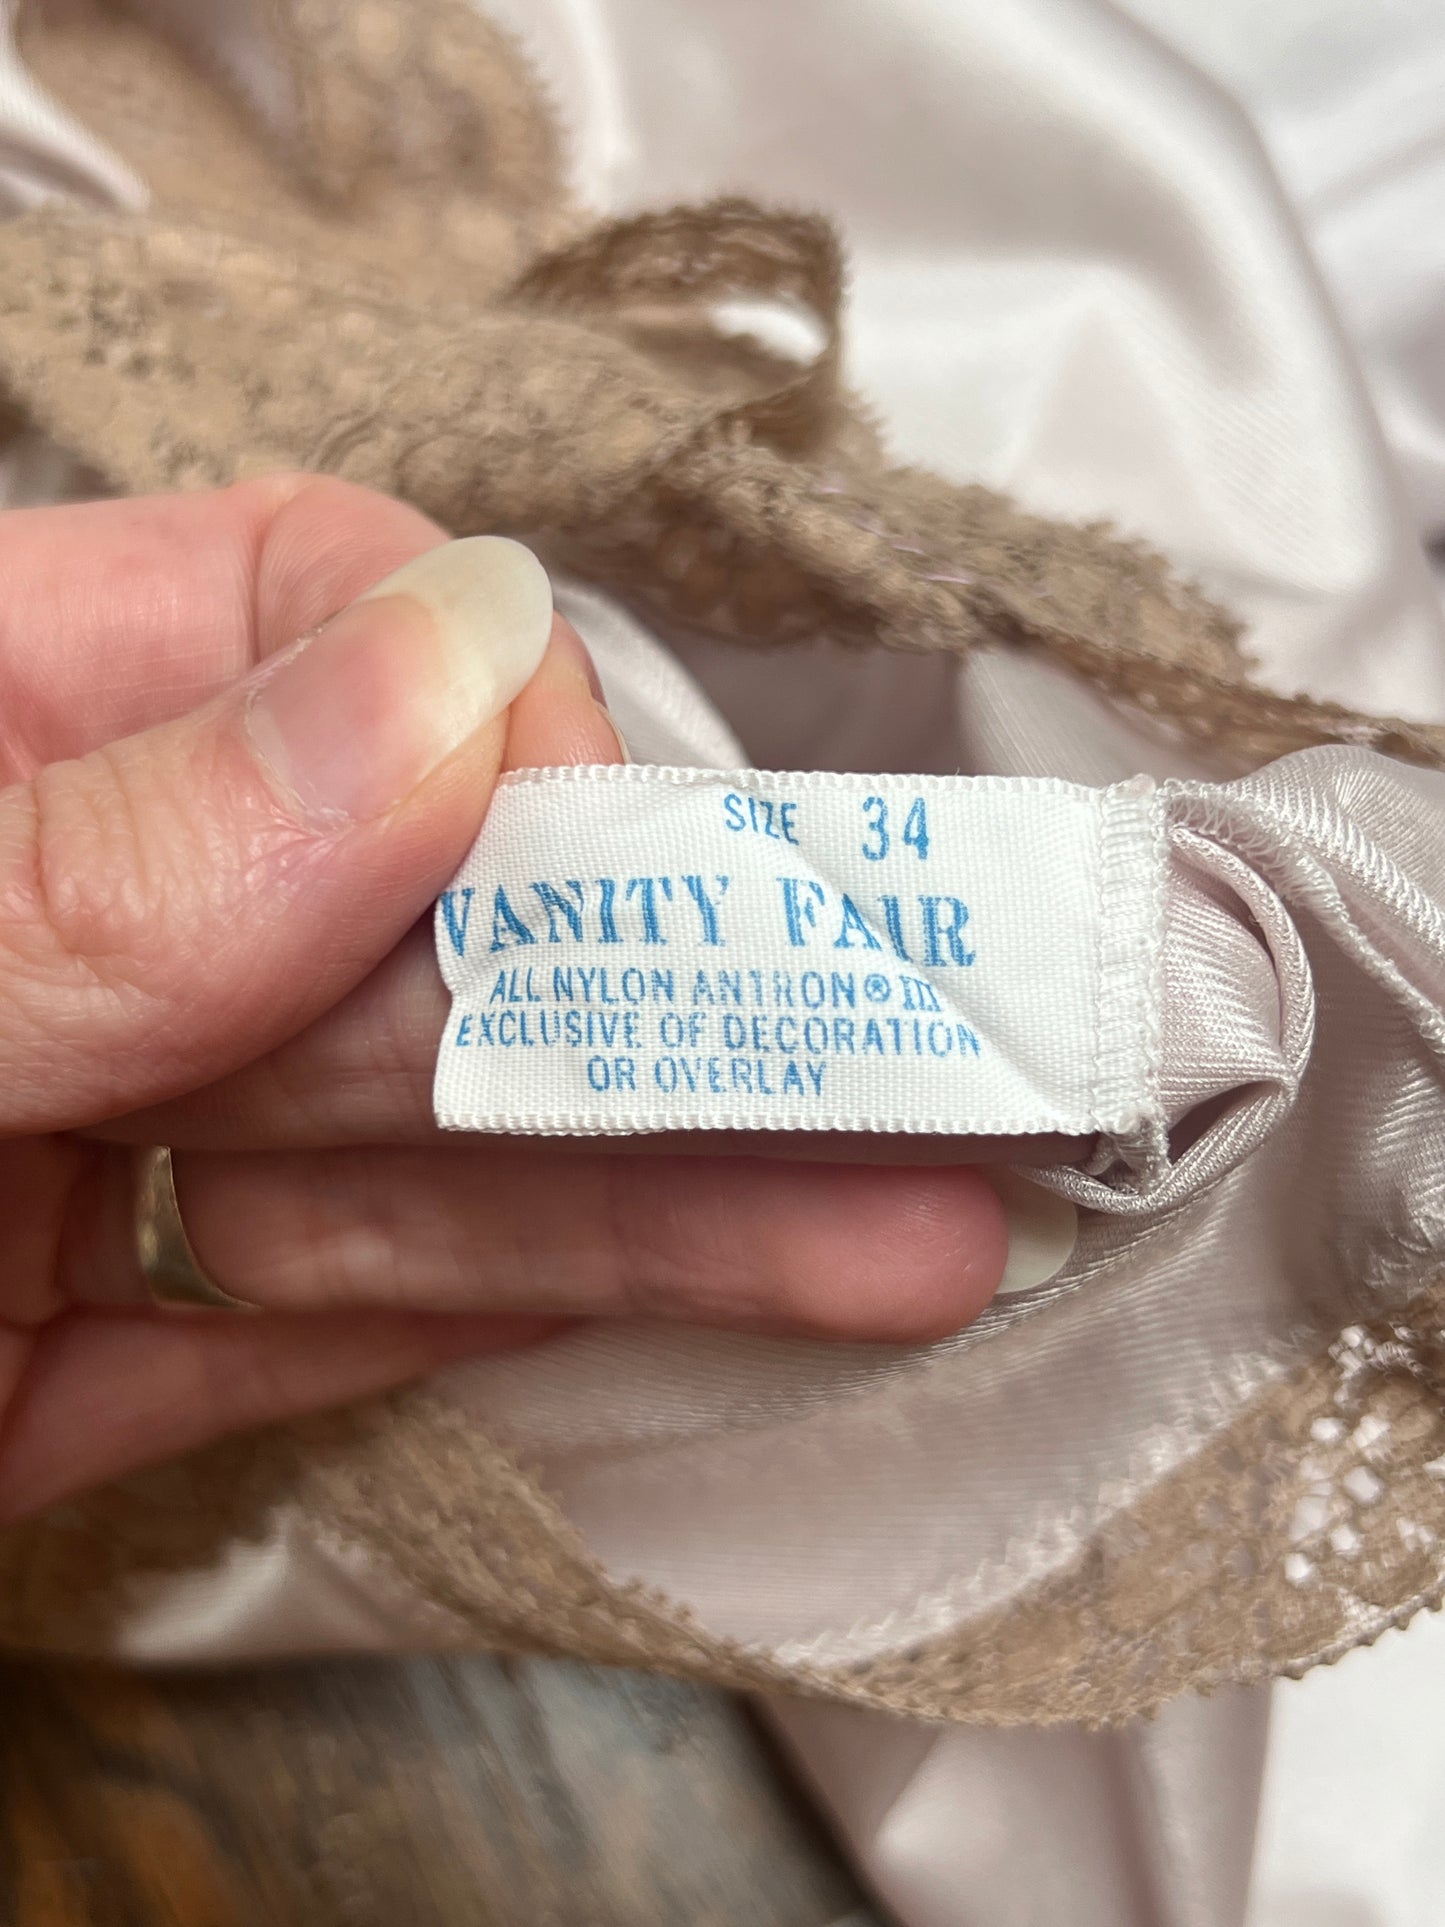 SIZE 34
VANITY FAIR
ALL NYLON ANTRON® III
EXCLUSIVE OF DECORATION
OR OVERLAY